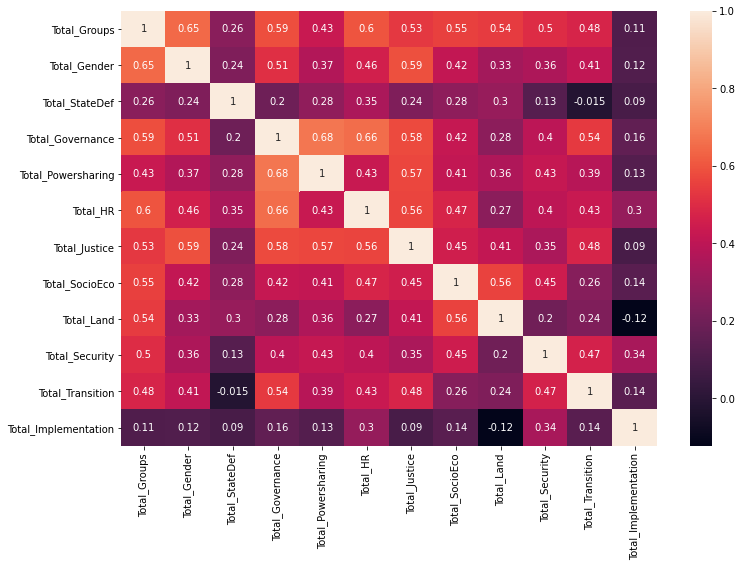 Total_Groups 1 0.65 0.26 0.59 0.43 0.6 0.53 0.55 0.54 0.5 0.48 0.11 1.0
Total_Gender 0.65 1 0.24 0.51 0.37 0.46 0.59 0.42 0.33 0.36 0.41 0.12
Total_StateDef 0.26 0.24 1 0.2 0.28 0.35 0.24 0.28 0.3 0.13 -0.015 0.09 0.8
Total_Governance 0.59 0.51 0.2 1 0.68 0.66 0.58 0.42 0.28 0.4 0.54 0.16
Total_Powersharing 0.43 0.37 0.28 0.68 1 0.43 0.57 0.41 0.36 0.43 0.39 0.13 0.6
Total_HR 0.6 0.46 0.35 0.66 0.43 1 0.56 0.47 0.27 0.4 0.43 0.3
Total_Justice 0.53 0.59 0.24 0.58 0.57 0.56 1 0.45 0.41 0.35 0.48 0.09 0.4
Total_SocioEco 0.55 0.42 0.28 0.42 0.41 0.47 0.45 1 0.56 0.45 0.26 0.14
Total_Land 0.54 0.33 0.3 0.28 0.36 0.27 0.41 0.56 1 0.2 0.24 -0.12 0.2
Total_Security 0.5 0.36 0.13 0.4 0.43 0.4 0.35 0.45 0.2 1 0.47 0.34
Total_Transition 0.48 0.41 -0.015 0.54 0.39 0.43 0.48 0.26 0.24 0.47 1 0.14 0.0
Total_Implementation 0.11 0.12 0.09 0.16 0.13 0.3 0.09 0.14 -0.12 0.34 0.14 1
Total_Groups
Total_Gender
Total_StateDef
Total_Governance
Total_Powersharing
Total_HR
Total_Justice
Total_SocioEco
Total_Land
Total_Security
Total_Transition
Total_Implementation